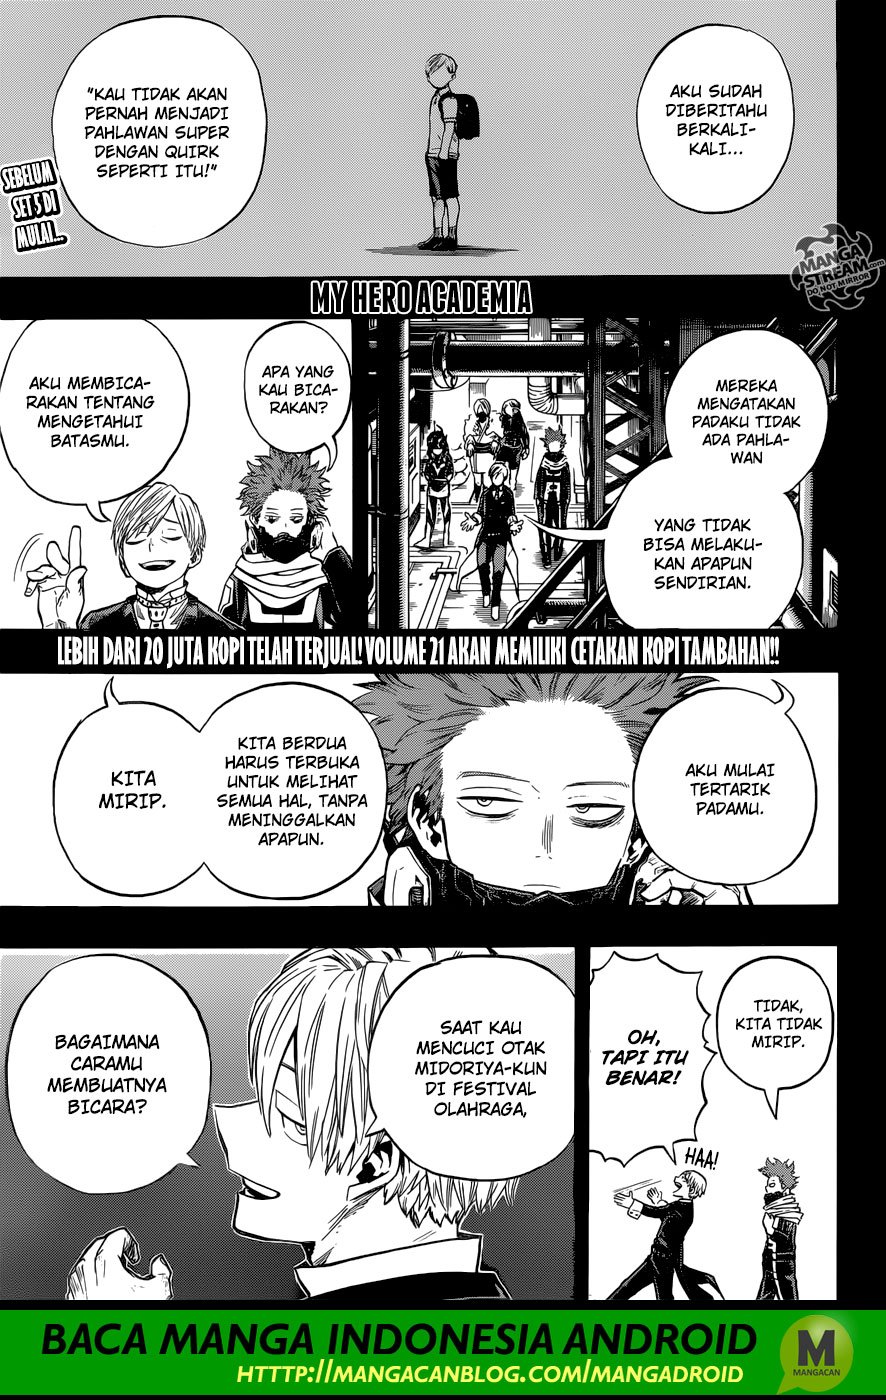 AKU SUDAH
DIBERITAHU
BERKALI-
KALI...
"KAU TIDAK AKAN
PERNAH MENJADI
PAHLAWAN SUPER
DENGAN QUIRK
SEPERTI ITU!"
SEBELUM
SET 5 DI
MULAI...
MANGA
STREAM.com
DO NOT MIRROR
MY HERO ACADEMIA
MEREKA
MENGATAKAN
PADAKU TIDAK
ADA PAHLA-
WAN
YANG TIDAK
BISA MELAKU-
KAN APAPUN
SENDIRIAN.
APA YANG
KAU BICA-
RAKAN?
AKU MEMBICA-
RAKAN TENTANG
MENGETAHUI
BATASMU.
LEBIH DARI 20 JUTA KOPI TELAH TERJUAL! VOLUME 21 AKAN MEMILIKI CETAKAN KOPI TAMBAHAN!!
AKU MULAI
TERTARIK
PADAMU.
KITA BERDUA
HARUS TERBUKA
UNTUK MELIHAT
SEMUA HAL, TANPA
MENINGGALKAN
APAPUN.
KITA
MIRIP.
TIDAK,
KITA TIDAK
MIRIP.
OH,
TAPI ITU
BENAR!
HAA!
SAAT KAU
MENCUCI OTAK
MIDORIYA-KUN
DI FESTIVAL
OLAHRAGA,
BAGAIMANA
CARAMU
MEMBUATNYA
BICARA?
BACA MANGA INDONESIA ANDROID
HTTTP://MANGACANBLOG.COM/MANGADROID
M
MANGACAN